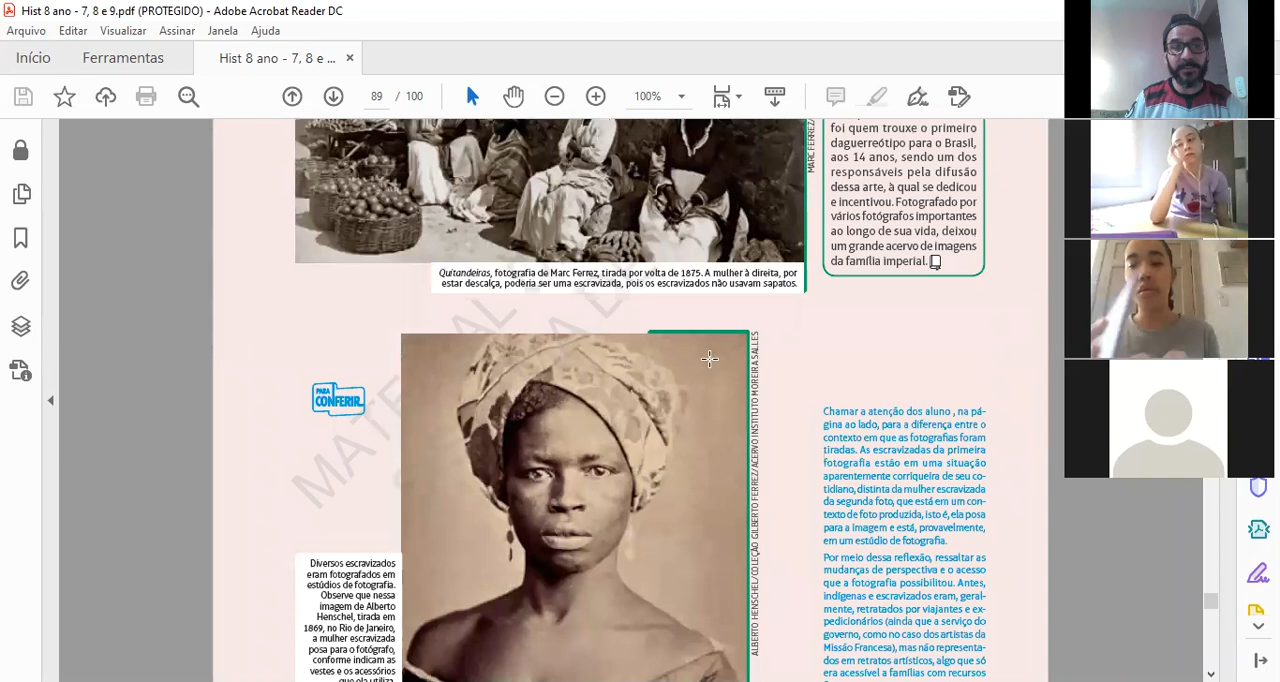 Hist 8 ano - 7, 8 e 9.pdf (PROTEGIDO) - Adobe Acrobat Reader DC
Arquivo Editar Visualizar Assinar Janela Ajuda
Início Ferramentas Hist 8 ano - 7, 8 e ... ×
89 / 100 100%
MARC FERREZ/
foi quem trouxe o primeiro
daguerreótipo para o Brasil,
aos 14 anos, sendo um dos
responsáveis pela difusão
dessa arte, à qual se dedicou
e incentivou. Fotografado por
vários fotógrafos importantes
ao longo de sua vida, deixou
um grande acervo de imagens
da família imperial.
Quitandeiras, fotografia de Marc Ferrez, tirada por volta de 1875. A mulher à direita, por
estar descalça, poderia ser uma escravizada, pois os escravizados não usavam sapatos.
PARA
CONFERIR
MATERIAL
ALBERTO HENSCHEL/COLEÇÃO GILBERTO FERREZ/ACERVO INSTITUTO MOREIRA SALLES
Diversos escravizados
eram fotografados em
estúdios de fotografia.
Observe que nessa
imagem de Alberto
Henschel, tirada em
1869, no Rio de Janeiro,
a mulher escravizada
posa para o fotógrafo,
conforme indicam as
vestes e os acessórios
que ela utiliza.
Chamar a atenção dos aluno , na pá-
gina ao lado, para a diferença entre o
contexto em que as fotografias foram
tiradas. As escravizadas da primeira
fotografia estão em uma situação
aparentemente corriqueira de seu co-
tidiano, distinta da mulher escravizada
da segunda foto, que está em um con-
texto de foto produzida, isto é, ela posa
para a imagem e está, provavelmente,
em um estúdio de fotografia.
Por meio dessa reflexão, ressaltar as
mudanças de perspectiva e o acesso
que a fotografia possibilitou. Antes,
indígenas e escravizados eram, geral-
mente, retratados por viajantes e ex-
pedicionários (ainda que a serviço do
governo, como no caso dos artistas da
Missão Francesa), mas não representa-
dos em retratos artísticos, algo que só
era acessível a famílias com recursos